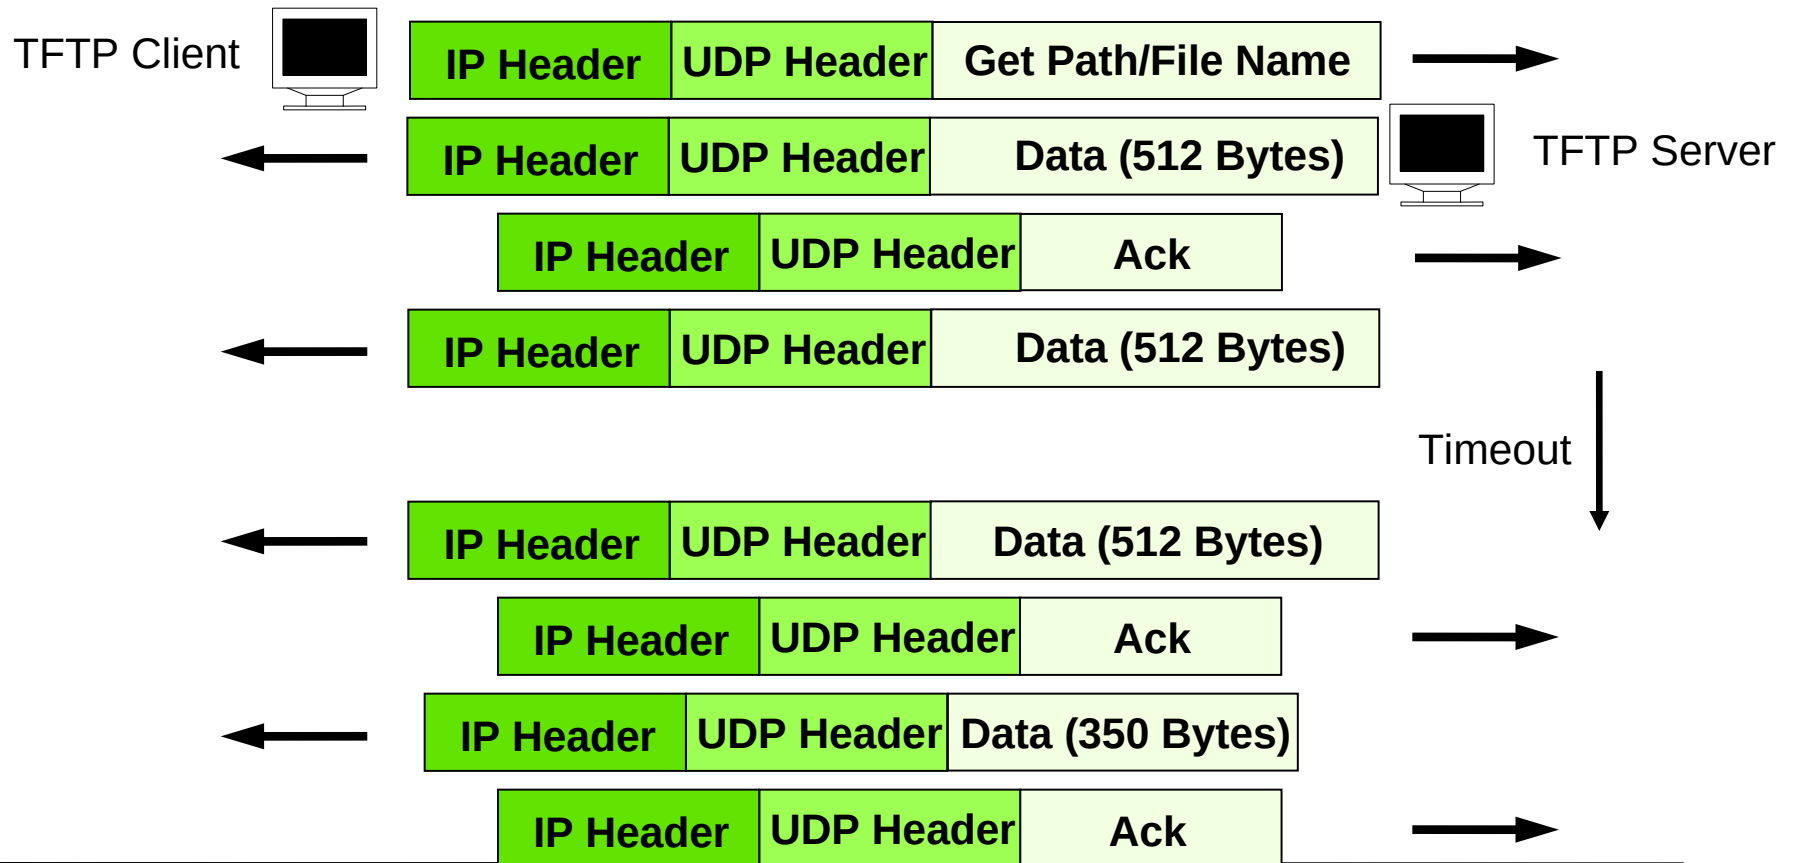 TFTP Client IP Header UDP Header Get Path/File Name
IP Header UDP Header Data (512 Bytes) TFTP Server
IP Header UDP Header Ack
IP Header UDP Header Data (512 Bytes)
Timeout
IP Header UDP Header Data (512 Bytes)
IP Header UDP Header Ack
IP Header UDP Header Data (350 Bytes)
IP Header UDP Header Ack